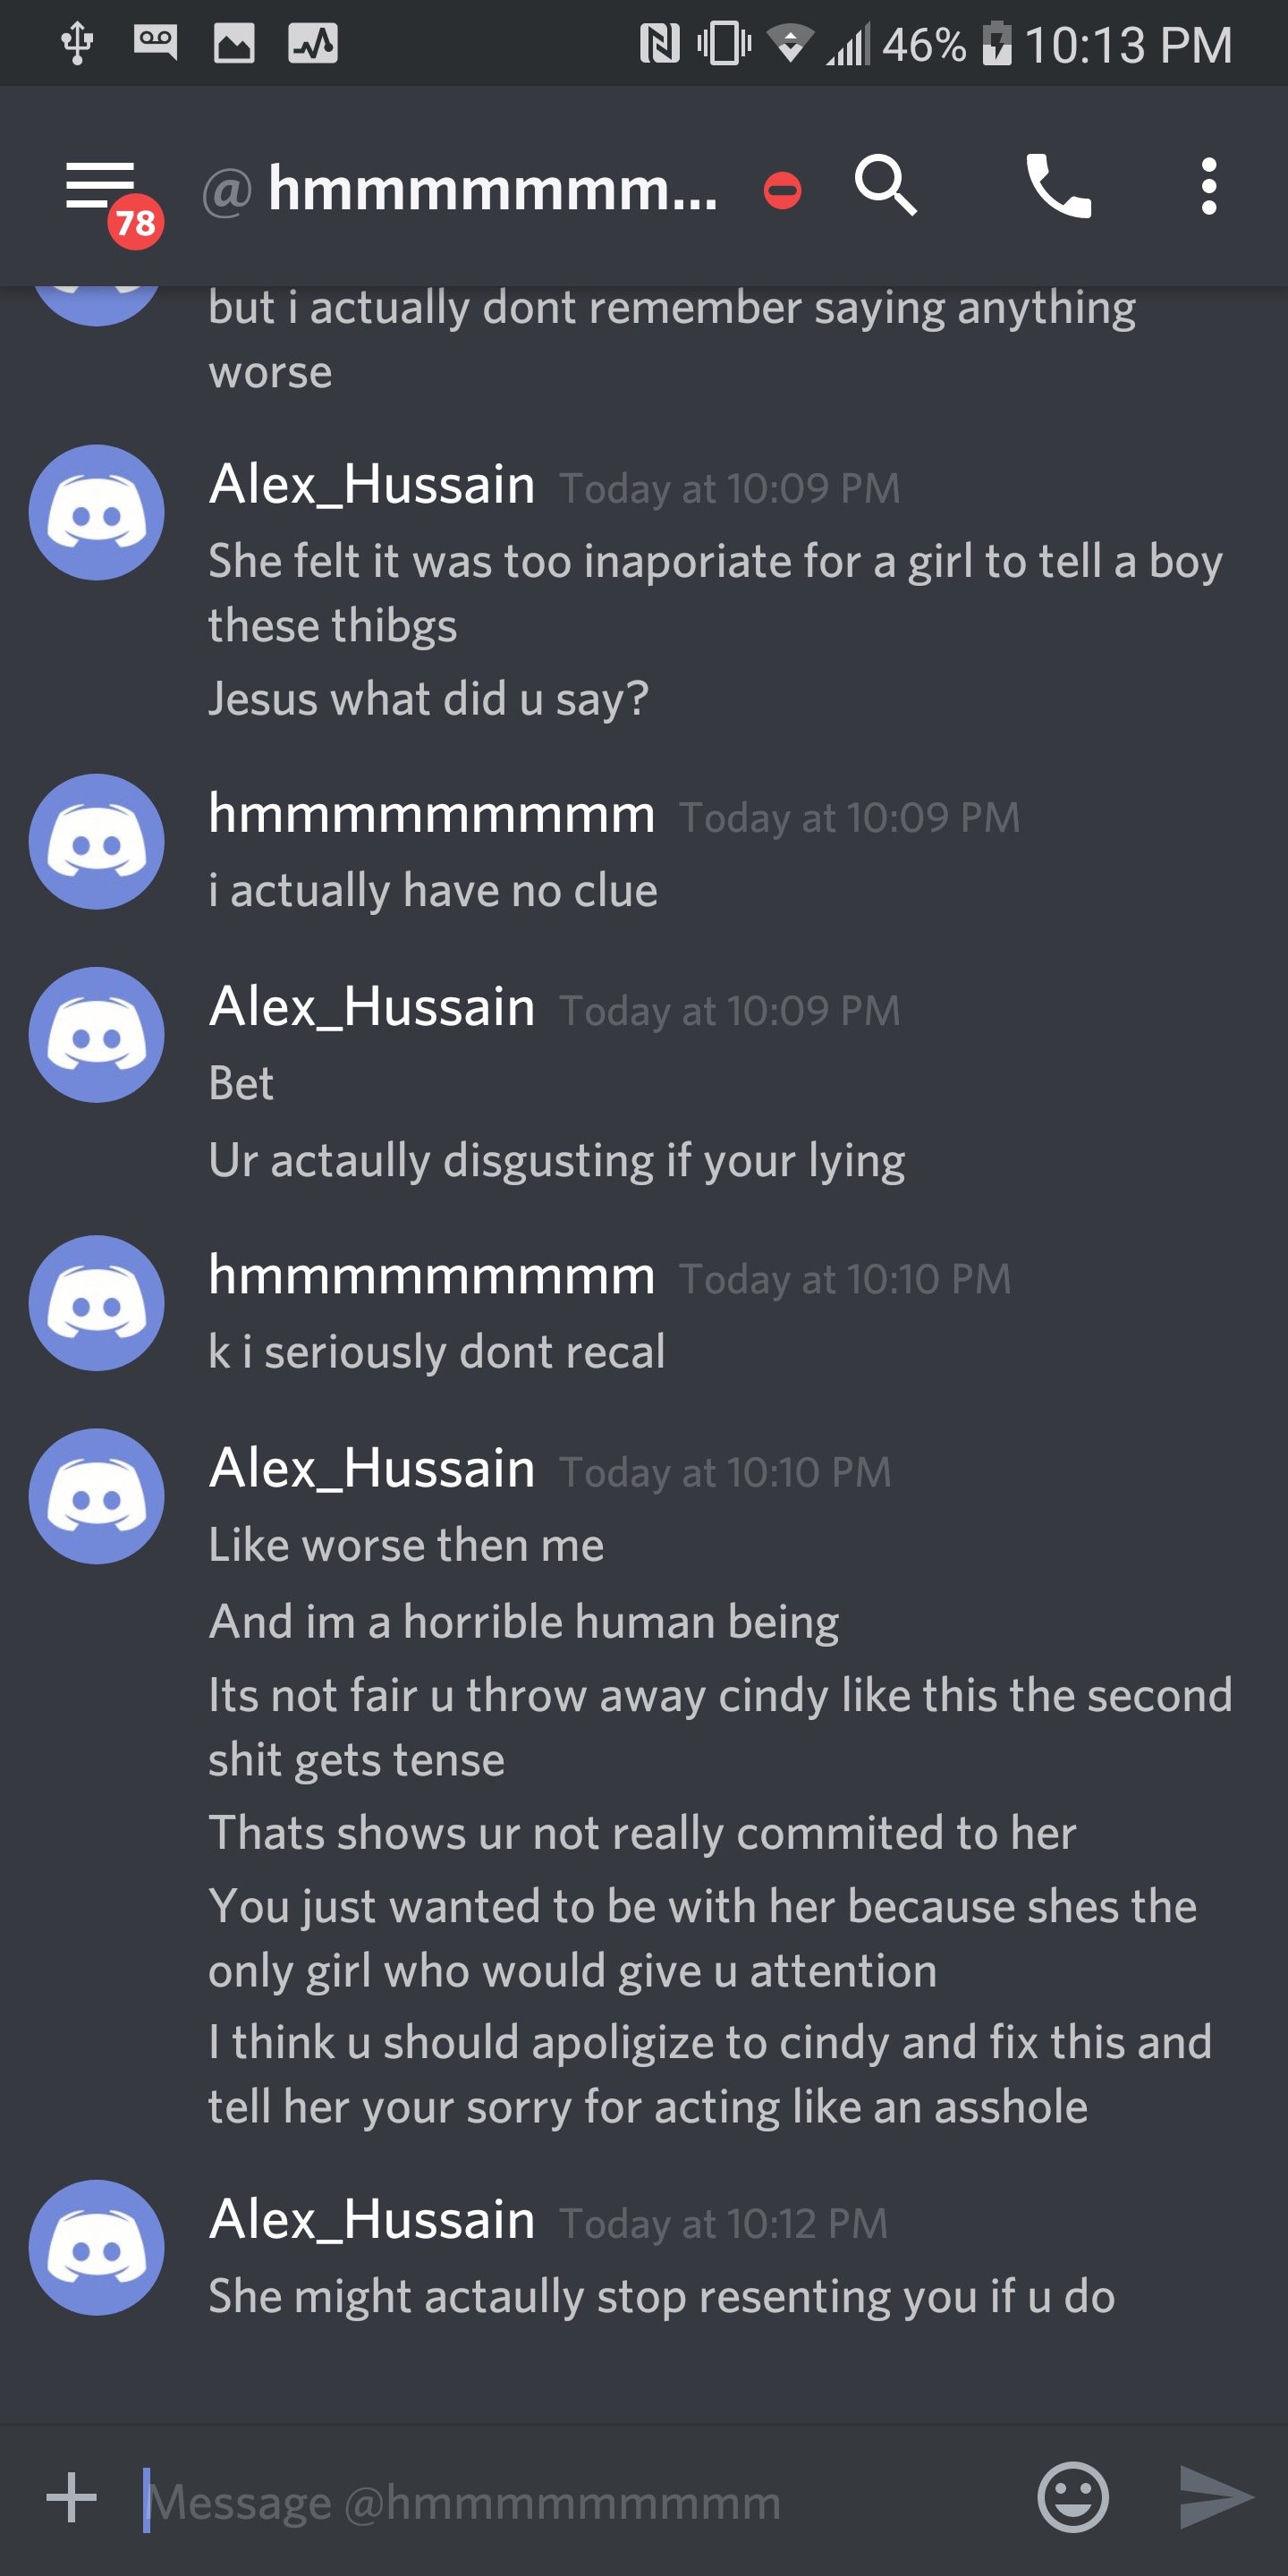 46% 10:13 PM
78
@ hmmmmmmm...
but i actually dont remember saying anything
worse
Alex_Hussain Today at 10:09 PM
She felt it was too inaporiate for a girl to tell a boy
these thibgs
Jesus what did u say?
hmmmmmmmmmm Today at 10:09 PM
i actually have no clue
Alex_Hussain Today at 10:09 PM
Bet
Ur actaully disgusting if your lying
hmmmmmmmmmm Today at 10:10 PM
k i seriously dont recal
Alex_Hussain Today at 10:10 PM
Like worse then me
And im a horrible human being
Its not fair u throw away cindy like this the second
shit gets tense
Thats shows ur not really commited to her
You just wanted to be with her because shes the
only girl who would give u attention
I think u should apoligize to cindy and fix this and
tell her your sorry for acting like an asshole
Alex_Hussain Today at 10:12 PM
She might actaully stop resenting you if u do
Message @hmmmmmmmmmm